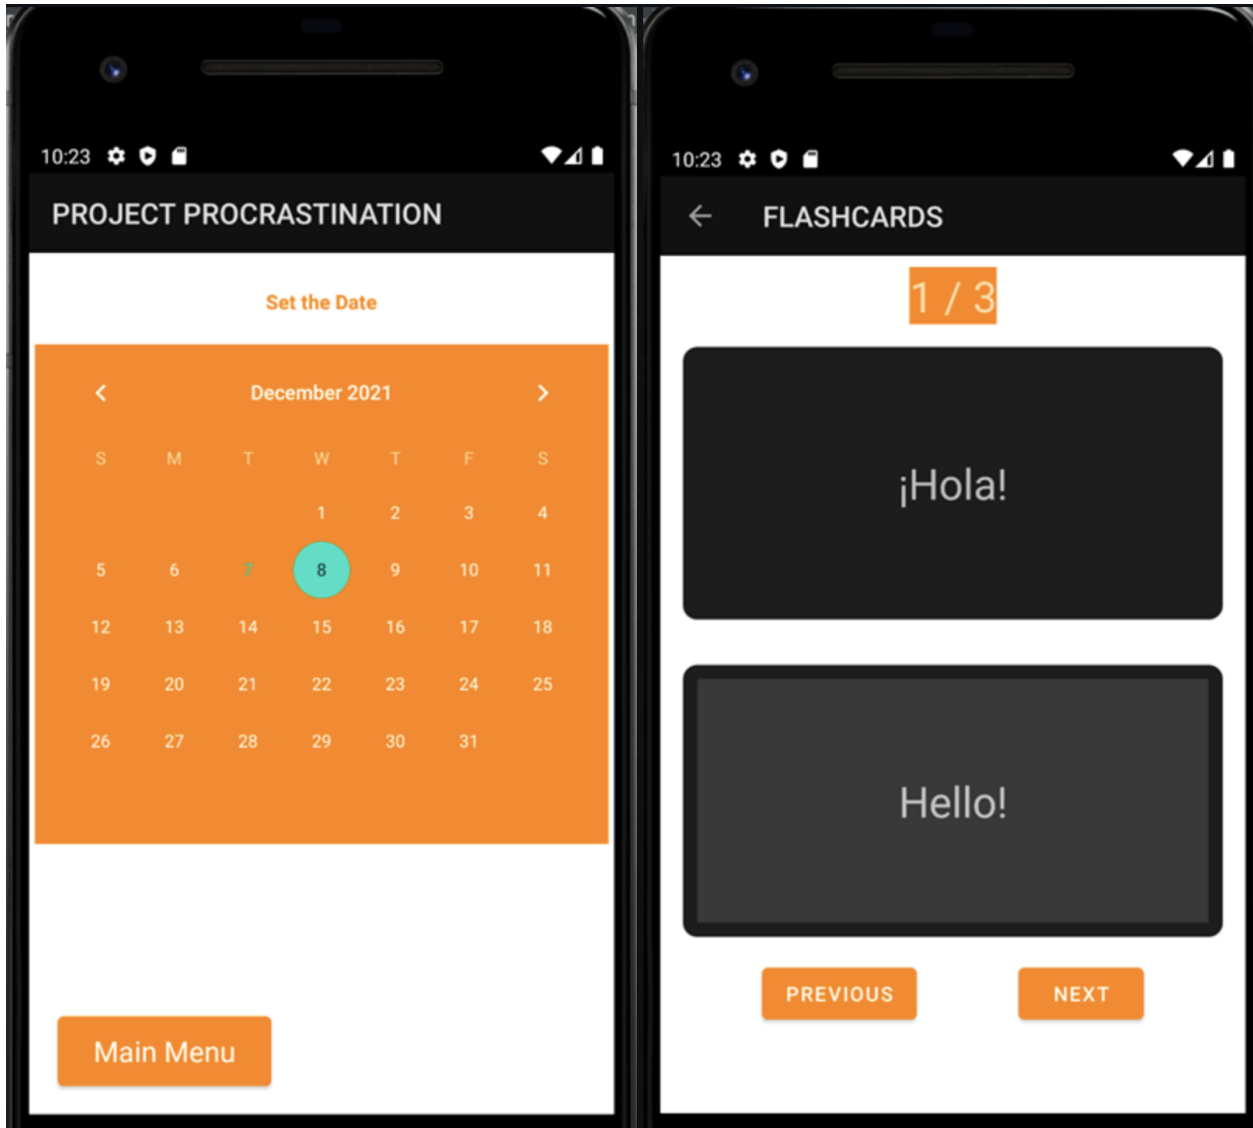 10:23
PROJECT PROCRASTINATION
Set the Date
December 2021
S M T W T F S
1 2 3 4
5 6 7 8 9 10 11
12 13 14 15 16 17 18
19 20 21 22 23 24 25
26 27 28 29 30 31
Main Menu
10:23
FLASHCARDS
1 / 3
¡Hola!
Hello!
PREVIOUS NEXT